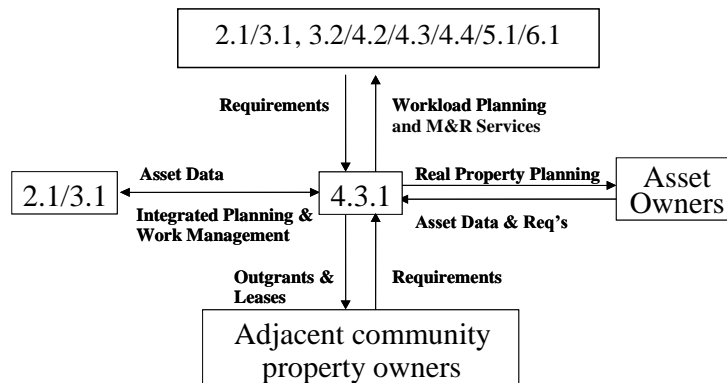 2.1/3.1, 3.2/4.2/4.3/4.4/5.1/6.1
Requirements
Workload Planning
and M&R Services
Asset Data
2.1/3.1
Integrated Planning &
Work Management
4.3.1
Real Property Planning
Asset Data & Req's
Asset
Owners
Outgrants &
Leases
Requirements
Adjacent community
property owners